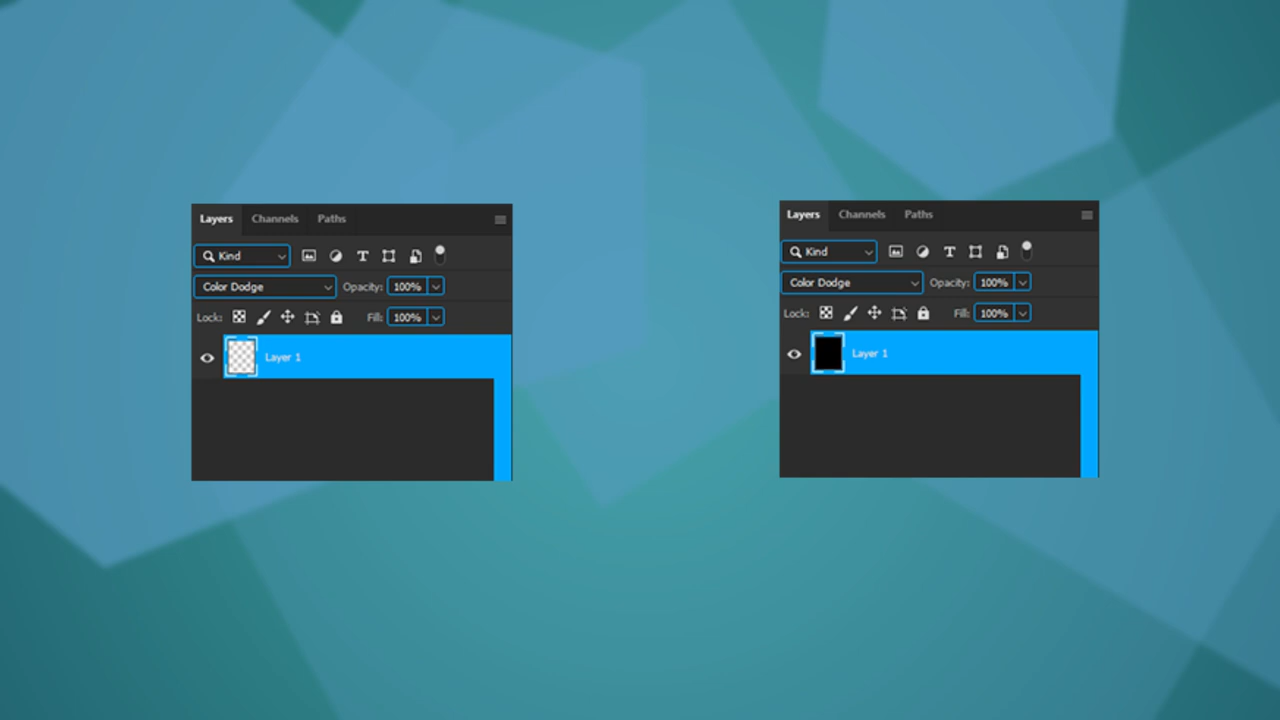 Layers Channels Paths
Kind
Color Dodge Opacity: 100%
Lock: Fill: 100%
Layer 1
Layers Channels Paths
Kind
Color Dodge Opacity: 100%
Lock: Fill: 100%
Layer 1